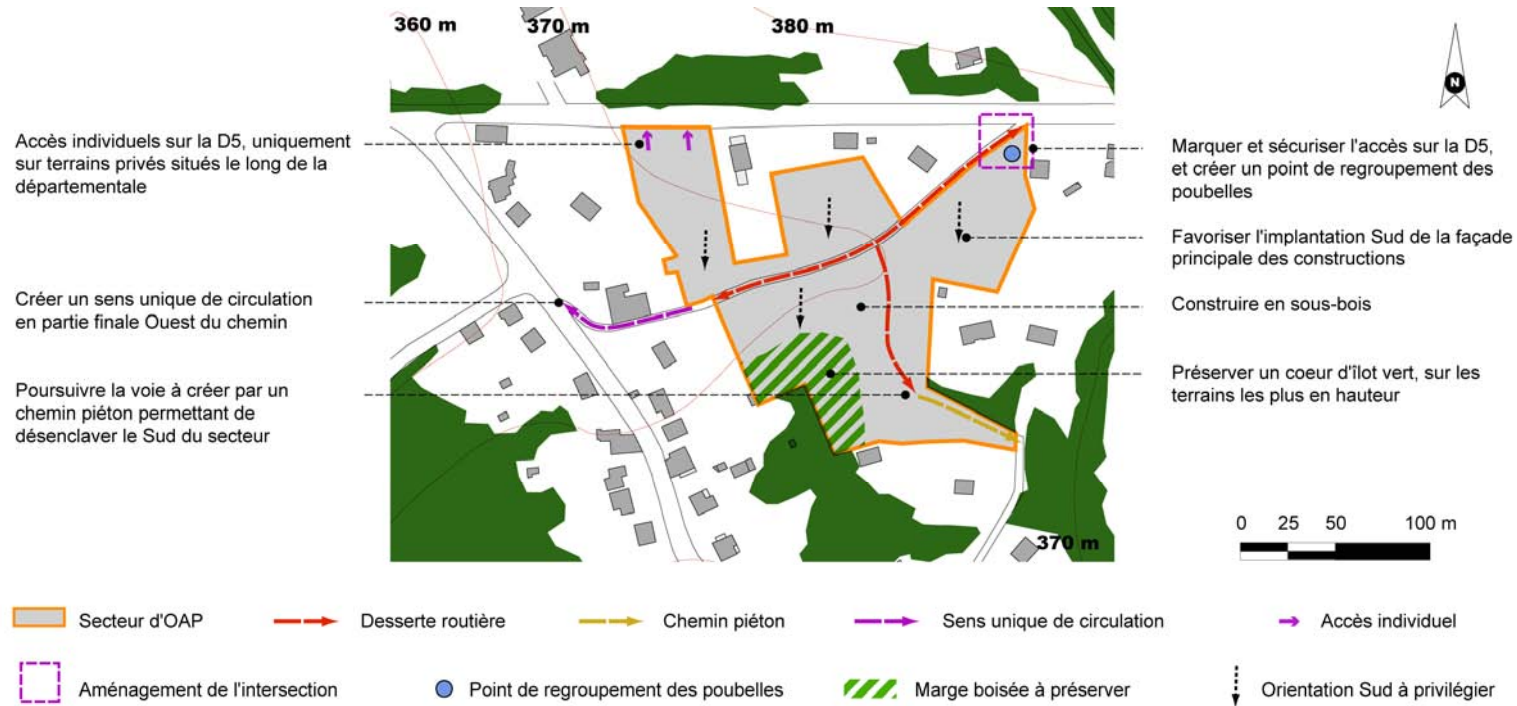 360 m
370 m
380 m
N
Accès individuels sur la D5, uniquement
sur terrains privés situés le long de la
départementale
Créer un sens unique de circulation
en partie finale Ouest du chemin
Poursuivre la voie à créer par un
chemin piéton permettant de
désenclaver le Sud du secteur
Marquer et sécuriser l'accès sur la D5,
et créer un point de regroupement des
poubelles
Favoriser l'implantation Sud de la façade
principale des constructions
Construire en sous-bois
Préserver un coeur d'îlot vert, sur les
terrains les plus en hauteur
370 m
0 25 50 100 m
Secteur d'OAP
Desserte routière
Chemin piéton
Sens unique de circulation
Accès individuel
Aménagement de l'intersection
Point de regroupement des poubelles
Marge boisée à préserver
Orientation Sud à privilégier